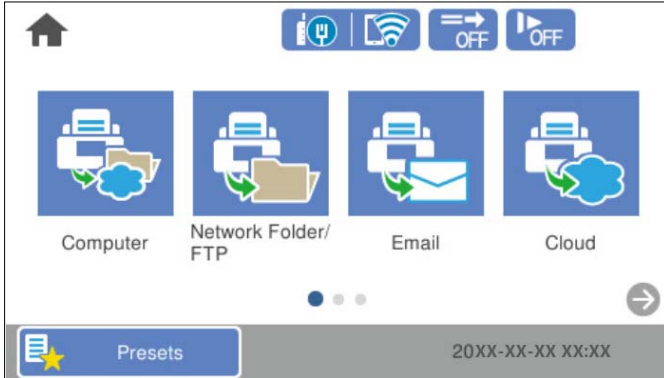 OFF
OFF
Computer
Network Folder/
FTP
Email
Cloud
Presets
20XX-XX-XX XX:XX